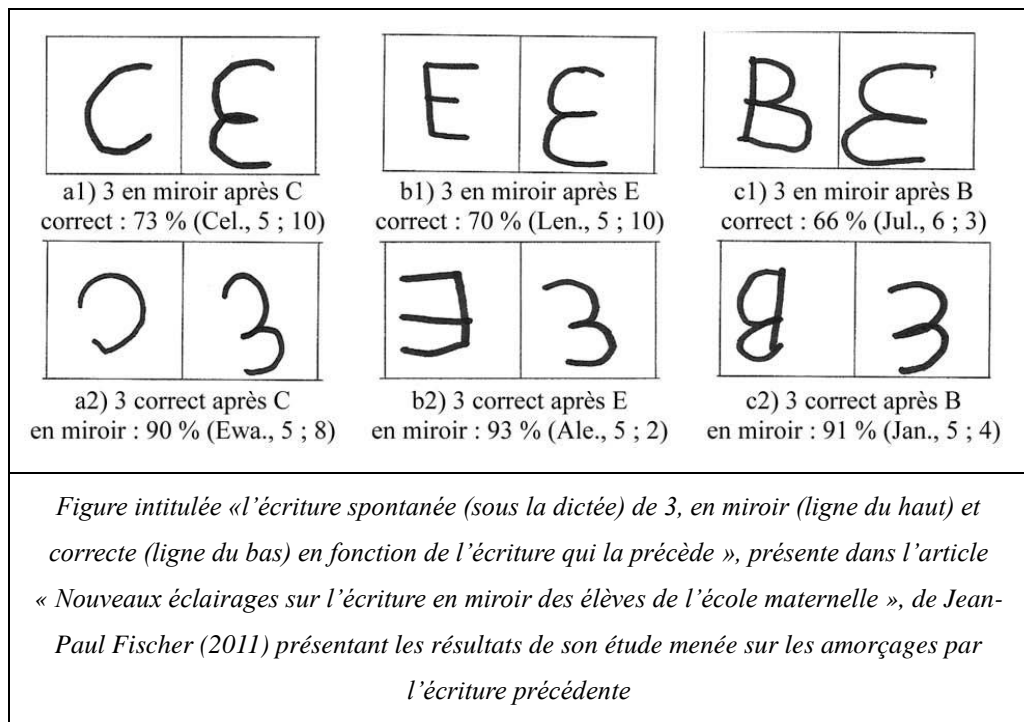 C Ɛ
a1) 3 en miroir après C
correct : 73 % (Cel., 5 ; 10)
E Ɛ
b1) 3 en miroir après E
correct : 70 % (Len., 5 ; 10)
B Ɛ
c1) 3 en miroir après B
correct : 66 % (Jul., 6 ; 3)
Ɔ 3
a2) 3 correct après C
en miroir : 90 % (Ewa., 5 ; 8)
Ǝ 3
b2) 3 correct après E
en miroir : 93 % (Ale., 5 ; 2)
ᗺ 3
c2) 3 correct après B
en miroir : 91 % (Jan., 5 ; 4)
Figure intitulée «l’écriture spontanée (sous la dictée) de 3, en miroir (ligne du haut) et
correcte (ligne du bas) en fonction de l’écriture qui la précède », présente dans l’article
« Nouveaux éclairages sur l’écriture en miroir des élèves de l’école maternelle », de Jean-
Paul Fischer (2011) présentant les résultats de son étude menée sur les amorçages par
l’écriture précédente